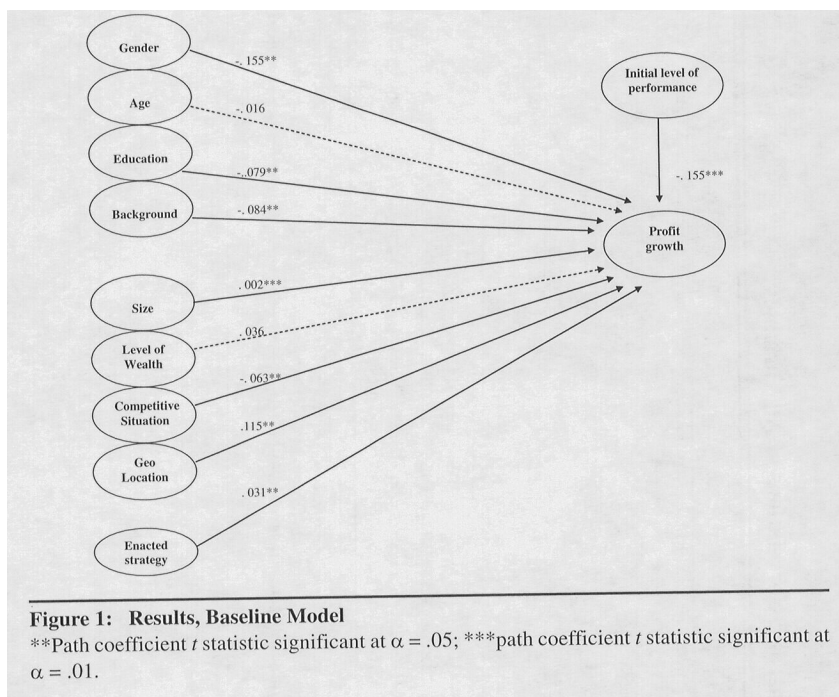 Gender
-. 155**
Initial level of
performance
Age
-. 016
Education
-..079**
-. 155***
Background
-. 084**
Profit
growth
Size
. 002***
Level of
Wealth
. 036
Competitive
Situation
-. 063**
Geo
Location
.115**
Enacted
strategy
. 031**
Figure 1: Results, Baseline Model
**Path coefficient t statistic significant at α = .05; ***path coefficient t statistic significant at
α = .01.